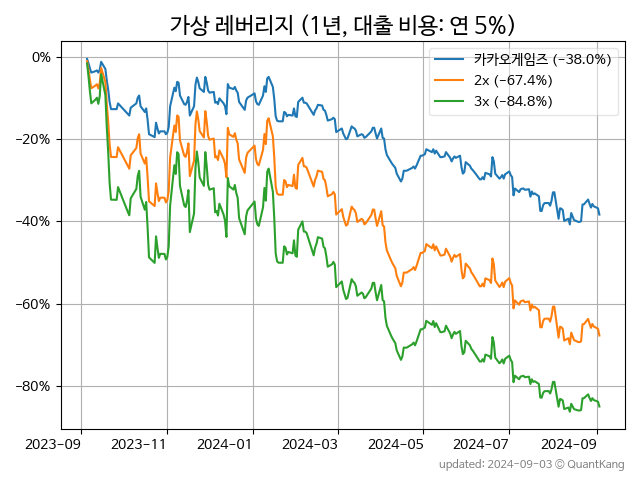 가상 레버리지 (1년, 대출 비용: 연 5%)
카카오게임즈 (−38.0%)
2x (−67.4%)
3x (−84.8%)
0%
−20%
−40%
−60%
−80%
2023-09 2023-11 2024-01 2024-03 2024-05 2024-07 2024-09
updated: 2024-09-03 © QuantKang